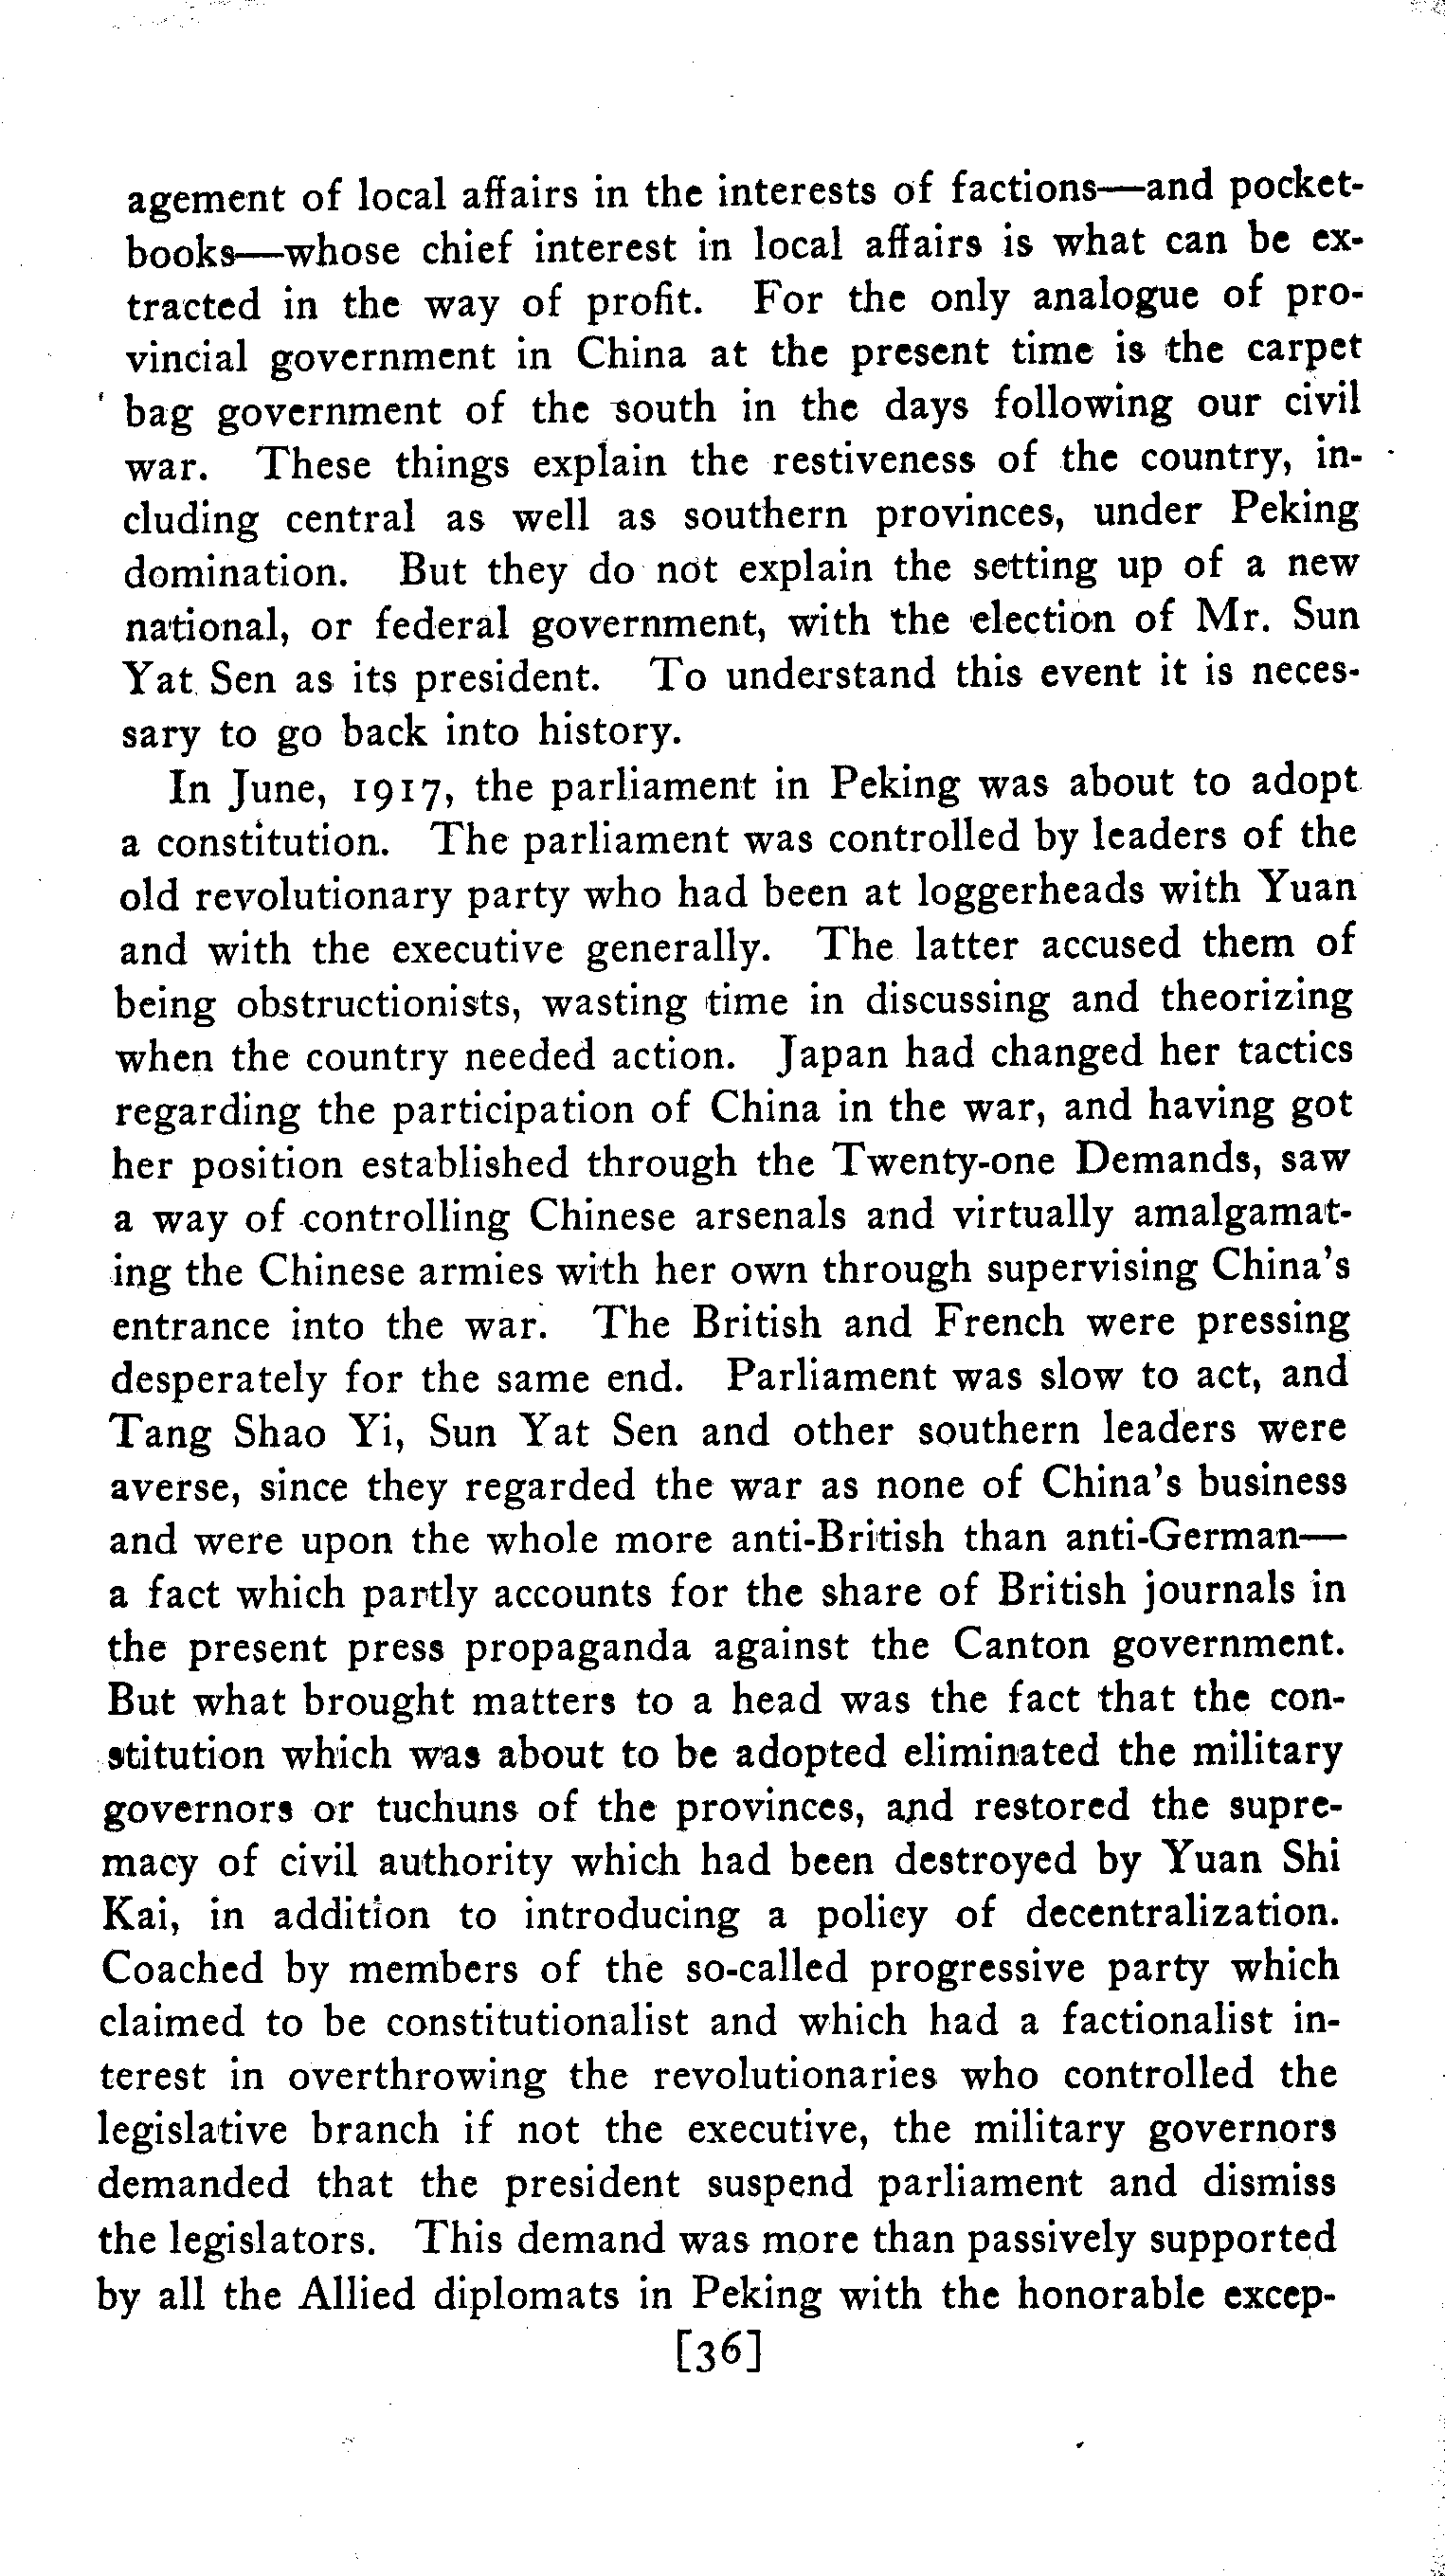 agement of local affairs in the interests of factions—and pocket-
books—whose chief interest in local affairs is what can be ex-
tracted in the way of profit. For the only analogue of pro-
vincial government in China at the present time is the carpet
bag government of the south in the days following our civil
war. These things explain the restiveness of the country, in-
cluding central as well as southern provinces, under Peking
domination. But they do not explain the setting up of a new
national, or federal government, with the election of Mr. Sun
Yat Sen as its president. To understand this event it is neces-
sary to go back into history.
In June, 1917, the parliament in Peking was about to adopt
a constitution. The parliament was controlled by leaders of the
old revolutionary party who had been at loggerheads with Yuan
and with the executive generally. The latter accused them of
being obstructionists, wasting time in discussing and theorizing
when the country needed action. Japan had changed her tactics
regarding the participation of China in the war, and having got
her position established through the Twenty-one Demands, saw
a way of controlling Chinese arsenals and virtually amalgamat-
ing the Chinese armies with her own through supervising China's
entrance into the war. The British and French were pressing
desperately for the same end. Parliament was slow to act, and
Tang Shao Yi, Sun Yat Sen and other southern leaders were
averse, since they regarded the war as none of China's business
and were upon the whole more anti-British than anti-German—
a fact which partly accounts for the share of British journals in
the present press propaganda against the Canton government.
But what brought matters to a head was the fact that the con-
stitution which was about to be adopted eliminated the military
governors or tuchuns of the provinces, and restored the supre-
macy of civil authority which had been destroyed by Yuan Shi
Kai, in addition to introducing a policy of decentralization.
Coached by members of the so-called progressive party which
claimed to be constitutionalist and which had a factionalist in-
terest in overthrowing the revolutionaries who controlled the
legislative branch if not the executive, the military governors
demanded that the president suspend parliament and dismiss
the legislators. This demand was more than passively supported
by all the Allied diplomats in Peking with the honorable excep-
[36]